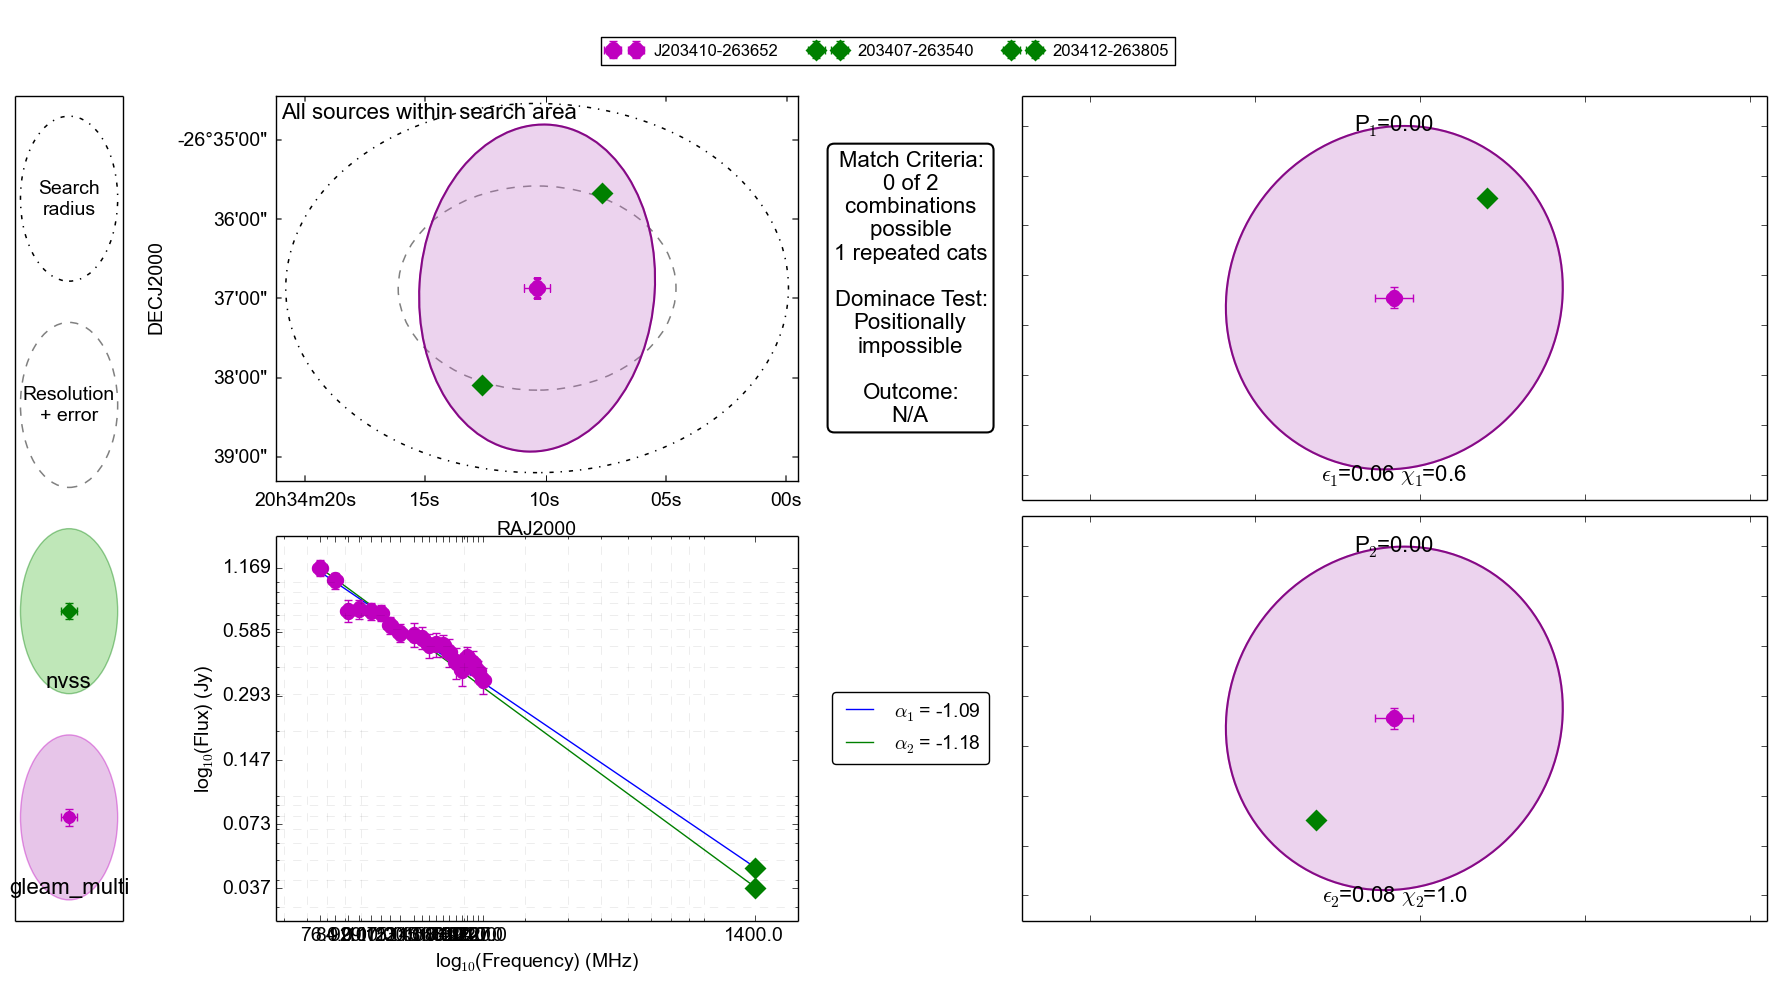 J203410-263652 203407-263540 203412-263805
Search
radius
Resolution
+ error
nvss
gleam_multi
All sources within search area
DECJ2000
-26°35'00"
36'00"
37'00"
38'00"
39'00"
20h34m20s 15s 10s 05s 00s
RAJ2000
Match Criteria:
0 of 2
combinations
possible
1 repeated cats
Dominace Test:
Positionally
impossible
Outcome:
N/A
P₁=0.00
ϵ₁=0.06 χ₁=0.6
log₁₀(Flux) (Jy)
1.169
0.585
0.293
0.147
0.073
0.037
1400.0
log₁₀(Frequency) (MHz)
α₁ = -1.09
α₂ = -1.18
P₂=0.00
ϵ₂=0.08 χ₂=1.0